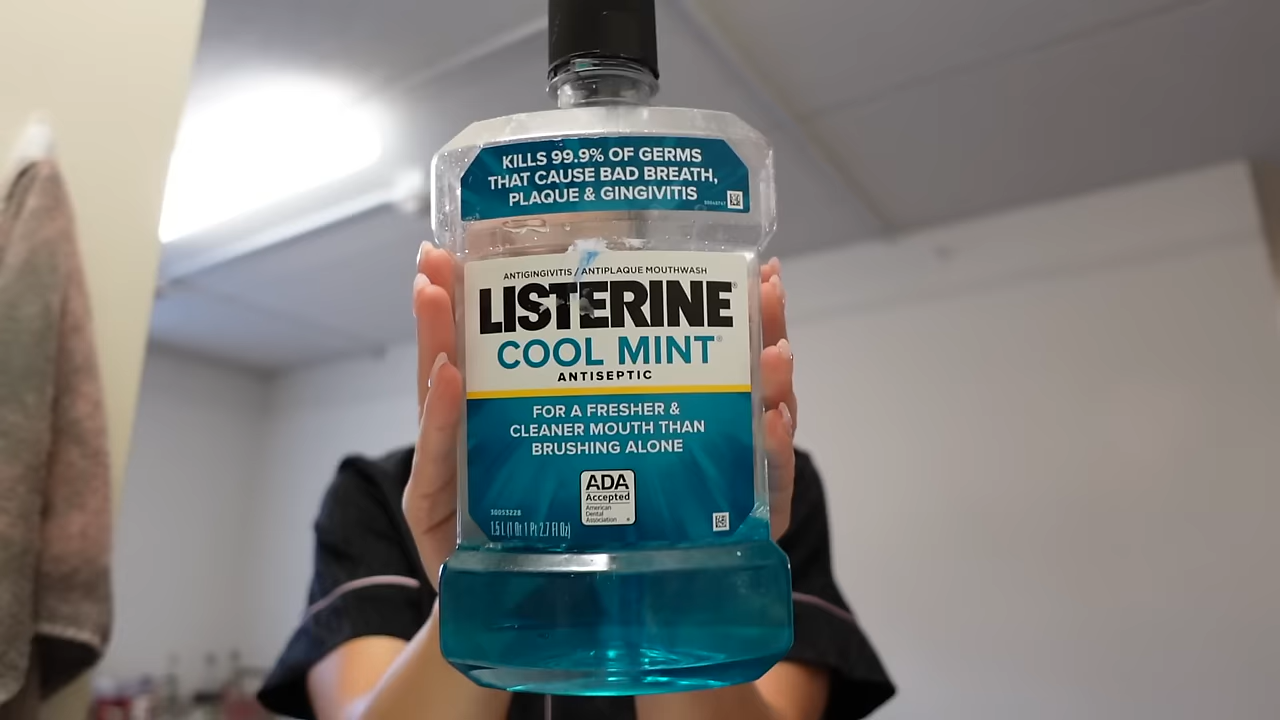 KILLS 99.9% OF GERMS
THAT CAUSE BAD BREATH,
PLAQUE & GINGIVITIS
ANTIGINGIVITIS / ANTIPLAQUE MOUTHWASH
LISTERINE®
COOL MINT®
ANTISEPTIC
FOR A FRESHER &
CLEANER MOUTH THAN
BRUSHING ALONE
ADA
Accepted
American
Dental
Association
30053228
1.5 L (1 Qt 1 Pt 2.7 Fl Oz)